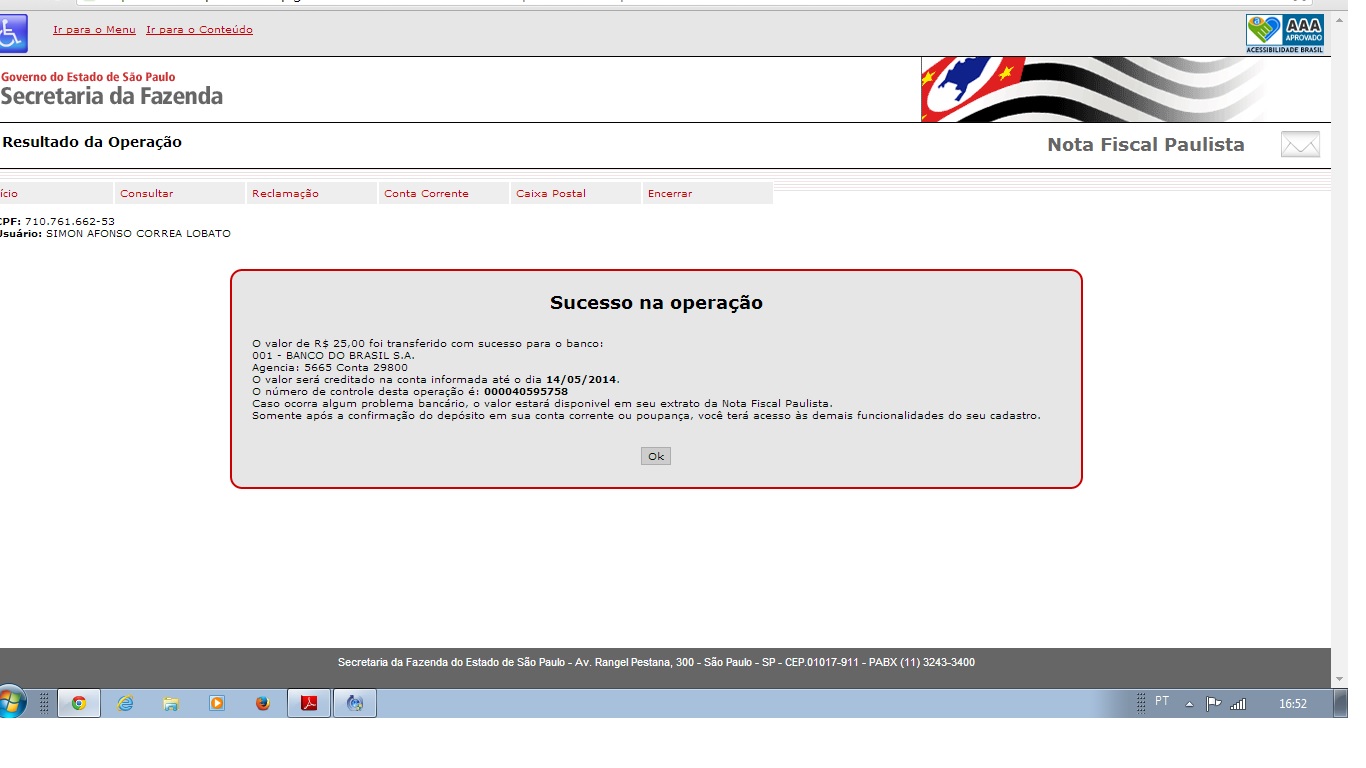 Ir para o Menu Ir para o Conteúdo
AAA
APROVADO
ACESSIBILIDADE BRASIL
Governo do Estado de São Paulo
Secretaria da Fazenda
Resultado da Operação
Nota Fiscal Paulista
ício Consultar Reclamação Conta Corrente Caixa Postal Encerrar
CPF: 710.761.662-53
Usuário: SIMON AFONSO CORREA LOBATO
Sucesso na operação
O valor de R$ 25,00 foi transferido com sucesso para o banco:
001 - BANCO DO BRASIL S.A.
Agencia: 5665 Conta 29800
O valor será creditado na conta informada até o dia 14/05/2014.
O número de controle desta operação é: 000040595758
Caso ocorra algum problema bancário, o valor estará disponivel em seu extrato da Nota Fiscal Paulista.
Somente após a confirmação do depósito em sua conta corrente ou poupança, você terá acesso às demais funcionalidades do seu cadastro.
Ok
Secretaria da Fazenda do Estado de São Paulo - Av. Rangel Pestana, 300 - São Paulo - SP - CEP.01017-911 - PABX (11) 3243-3400
PT 16:52